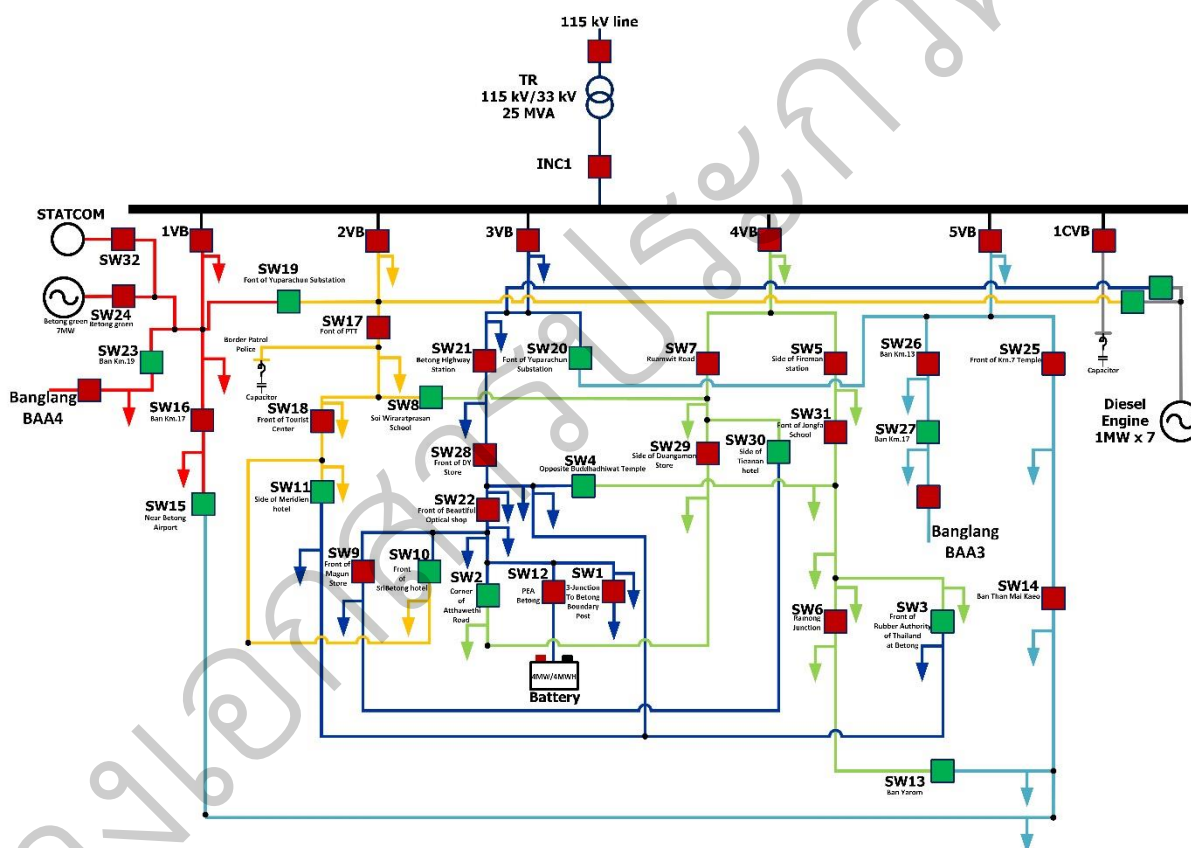 115 kV line
TR
115 kV/33 kV
25 MVA
INC1
STATCOM
1VB
2VB
3VB
4VB
5VB
1CVB
SW32
SW19
Font of Yuparachun Substation
Betong green
7MW
SW24
Betong green
SW17
Font of PTT
SW23
Ban Km.19
Border Patrol
Police
Capacitor
SW21
Betong Highway
Station
SW20
Font of Yuparachun
Substation
SW7
Ruamwit Road
SW5
Side of Fireman
station
SW26
Ban Km.13
SW25
Front of Km.7 Temple
Capacitor
Banglang
BAA4
SW16
Ban Km.17
SW18
Front of Tourist
Center
SW8
Soi Wiraratprasan
School
SW31
Font of Jongfa
School
SW27
Ban Km.17
Diesel
Engine
1MW x 7
SW28
Front of DY
Store
SW4
Opposite Buddhadhiwat Temple
SW29
Side of Duangamon
Store
SW30
Side of
hotel
SW15
Near Betong
Airport
SW11
Side of Meridien
hotel
SW22
Front of Beautiful
Optical shop
Banglang
BAA3
SW9
Front of
Magun
Store
SW10
Front
of
SriBetong hotel
SW2
Corner
of
Atthawethi
Road
SW12
PEA
Betong
SW1
3-Junction
To Betong
Boundary
Post
SW6
Junction
SW3
Front of
Rubber Authority
of Thailand
at Betong
SW14
Ban Than Mai Kaeo
4MW/4MWH
Battery
SW13
Ban Yarom